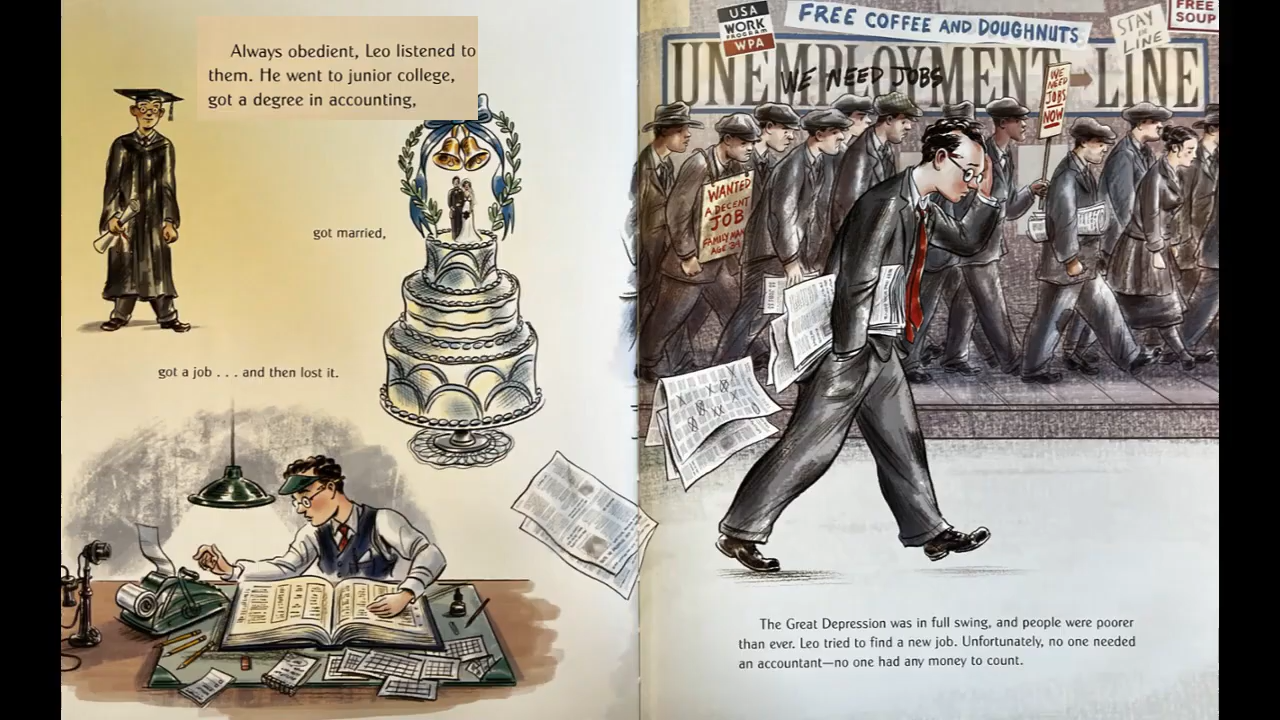 Always obedient, Leo listened to
them. He went to junior college,
got a degree in accounting,
got married,
got a job . . . and then lost it.
USA
WORK
PROGRAM
WPA
FREE COFFEE AND DOUGHNUTS
STAY
IN
LINE
FREE
SOUP
UNEMPLOYMENT LINE
WE NEED JOBS
WE
NEED
JOBS
NOW
WANTED
A DECENT
JOB
FAMILY MAN
AGE
The Great Depression was in full swing, and people were poorer
than ever. Leo tried to find a new job. Unfortunately, no one needed
an accountant—no one had any money to count.